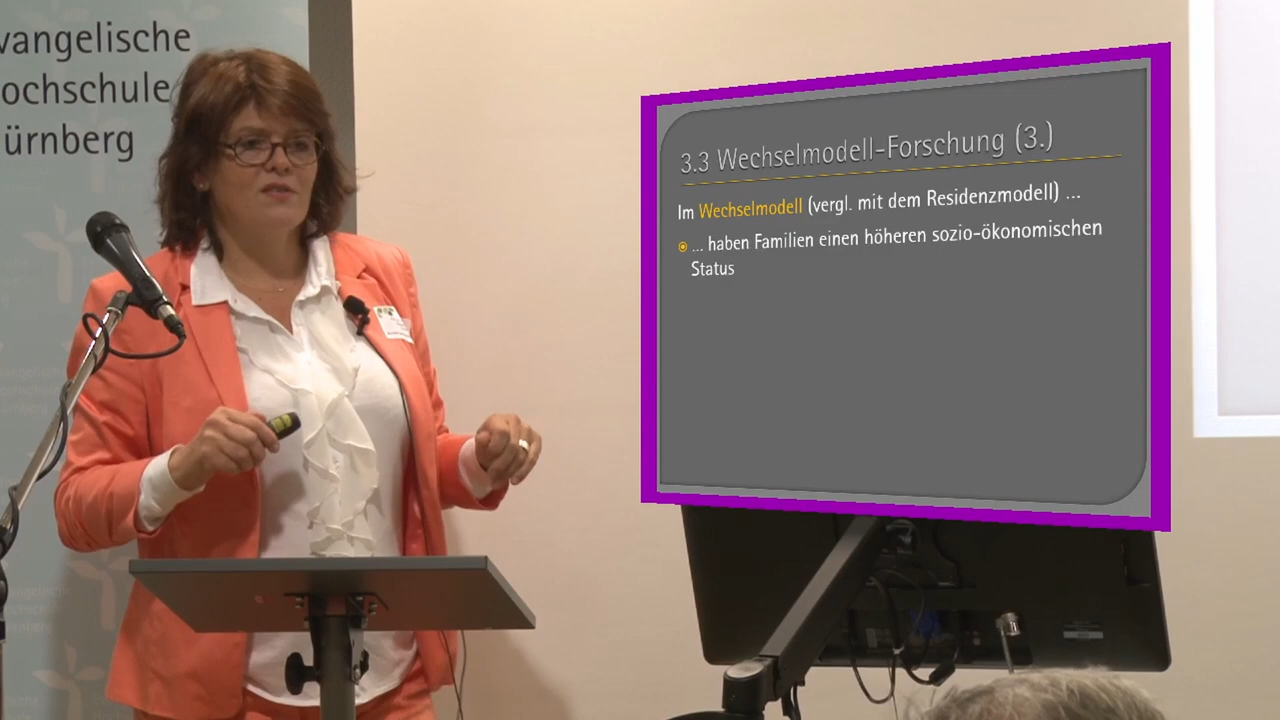 vangelische
ochschule
ürnberg
3.3 Wechselmodell-Forschung (3.)
Im Wechselmodell (vergl. mit dem Residenzmodell) ...
... haben Familien einen höheren sozio-ökonomischen
Status